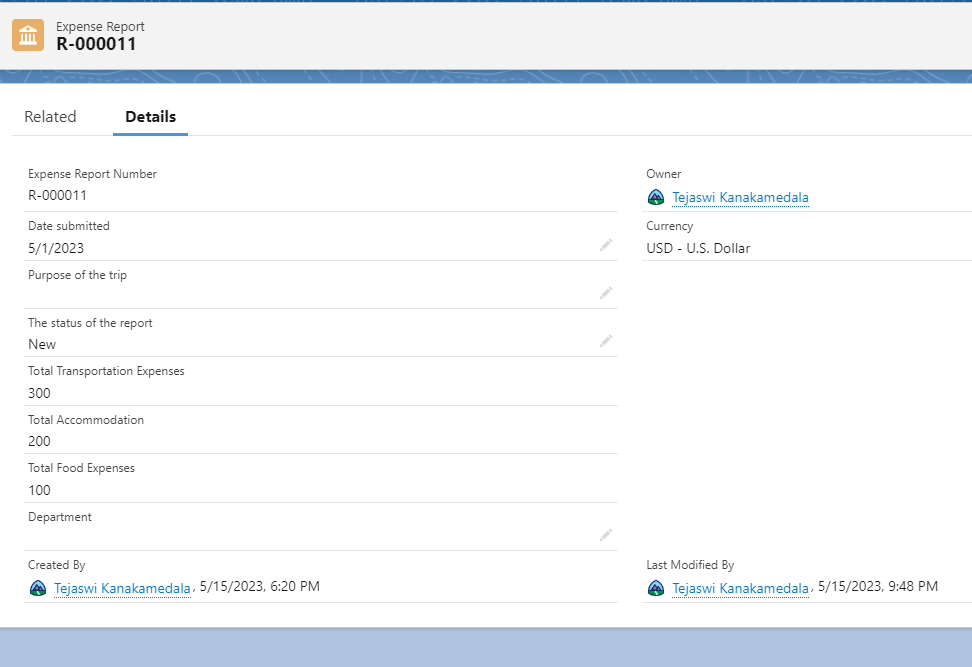 Expense Report
R-000011
Related
Details
Expense Report Number
R-000011
Owner
Tejaswi Kanakamedala
Date submitted
5/1/2023
Currency
USD - U.S. Dollar
Purpose of the trip
The status of the report
New
Total Transportation Expenses
300
Total Accommodation
200
Total Food Expenses
100
Department
Created By
Tejaswi Kanakamedala, 5/15/2023, 6:20 PM
Last Modified By
Tejaswi Kanakamedala, 5/15/2023, 9:48 PM